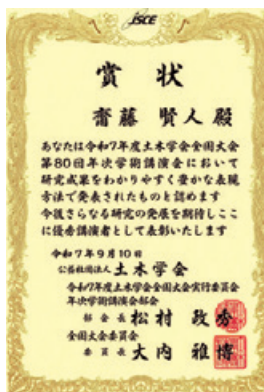 JSCE
賞状
齋藤 賢人 殿
あなたは令和7年度土木学会全国大会
第80回年次学術講演会において
研究成果をわかりやすく豊かな表現
方法で発表されたものと認めます
今後さらなる研究の発展を期待しここ
に優秀講演者として表彰いたします
令和7年9月10日
公益社団法人 土木学会
令和7年度土木学会全国大会実行委員会
年次学術講演会部会
部会長 松村 政秀
全国大会委員会
委員長 大内 雅博